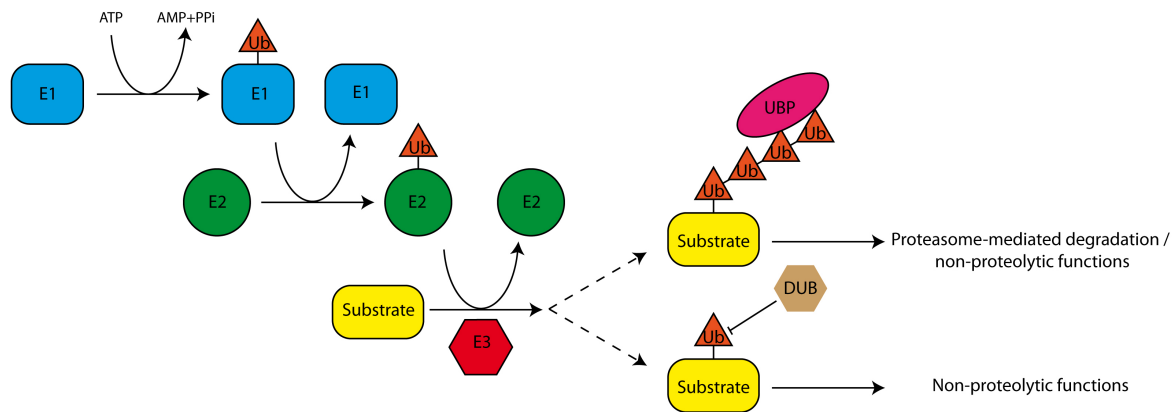 ATP
AMP+PPi
Ub
E1
E1
E1
UBP
Ub
Ub
Ub
Ub
Ub
E2
E2
E2
Substrate
Proteasome-mediated degradation /
non-proteolytic functions
DUB
Substrate
E3
Ub
Substrate
Non-proteolytic functions